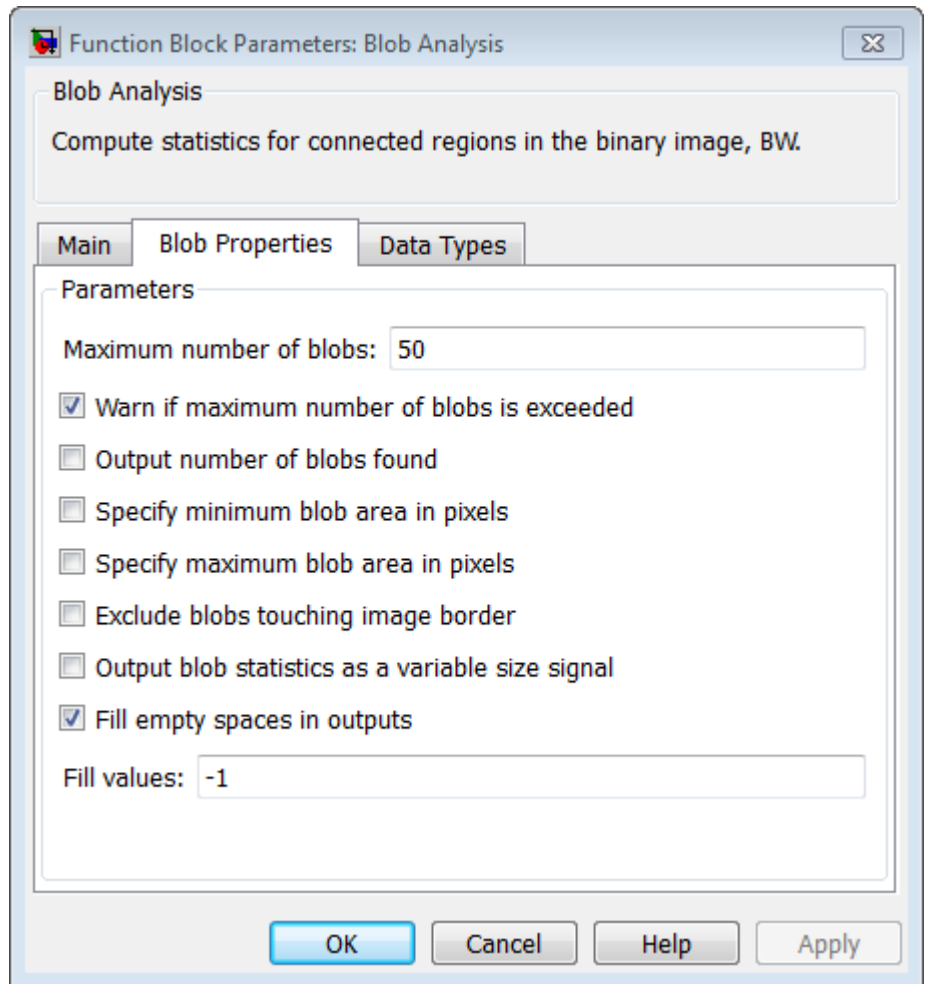 Function Block Parameters: Blob Analysis
Blob Analysis
Compute statistics for connected regions in the binary image, BW.
Main Blob Properties Data Types
Parameters
Maximum number of blobs: 50
Warn if maximum number of blobs is exceeded
Output number of blobs found
Specify minimum blob area in pixels
Specify maximum blob area in pixels
Exclude blobs touching image border
Output blob statistics as a variable size signal
Fill empty spaces in outputs
Fill values: -1
OK Cancel Help Apply